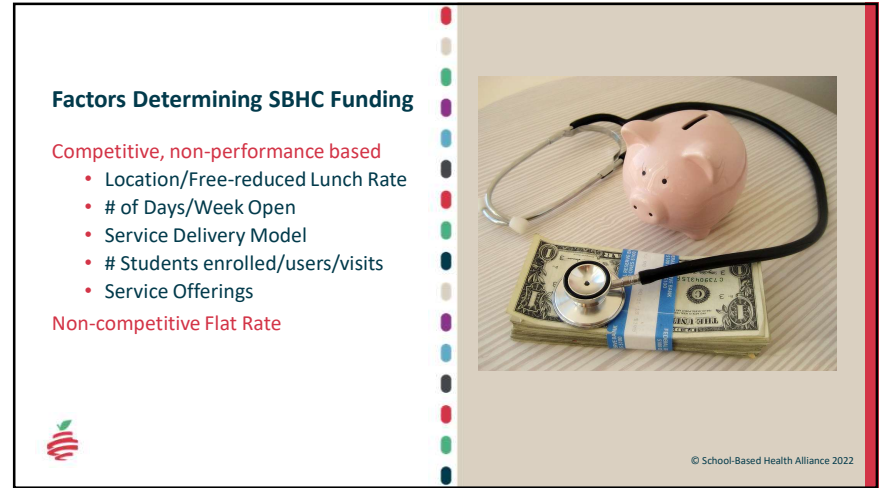 Factors Determining SBHC Funding
Competitive, non-performance based
• Location/Free-reduced Lunch Rate
• # of Days/Week Open
• Service Delivery Model
• # Students enrolled/users/visits
• Service Offerings
Non-competitive Flat Rate
© School-Based Health Alliance 2022